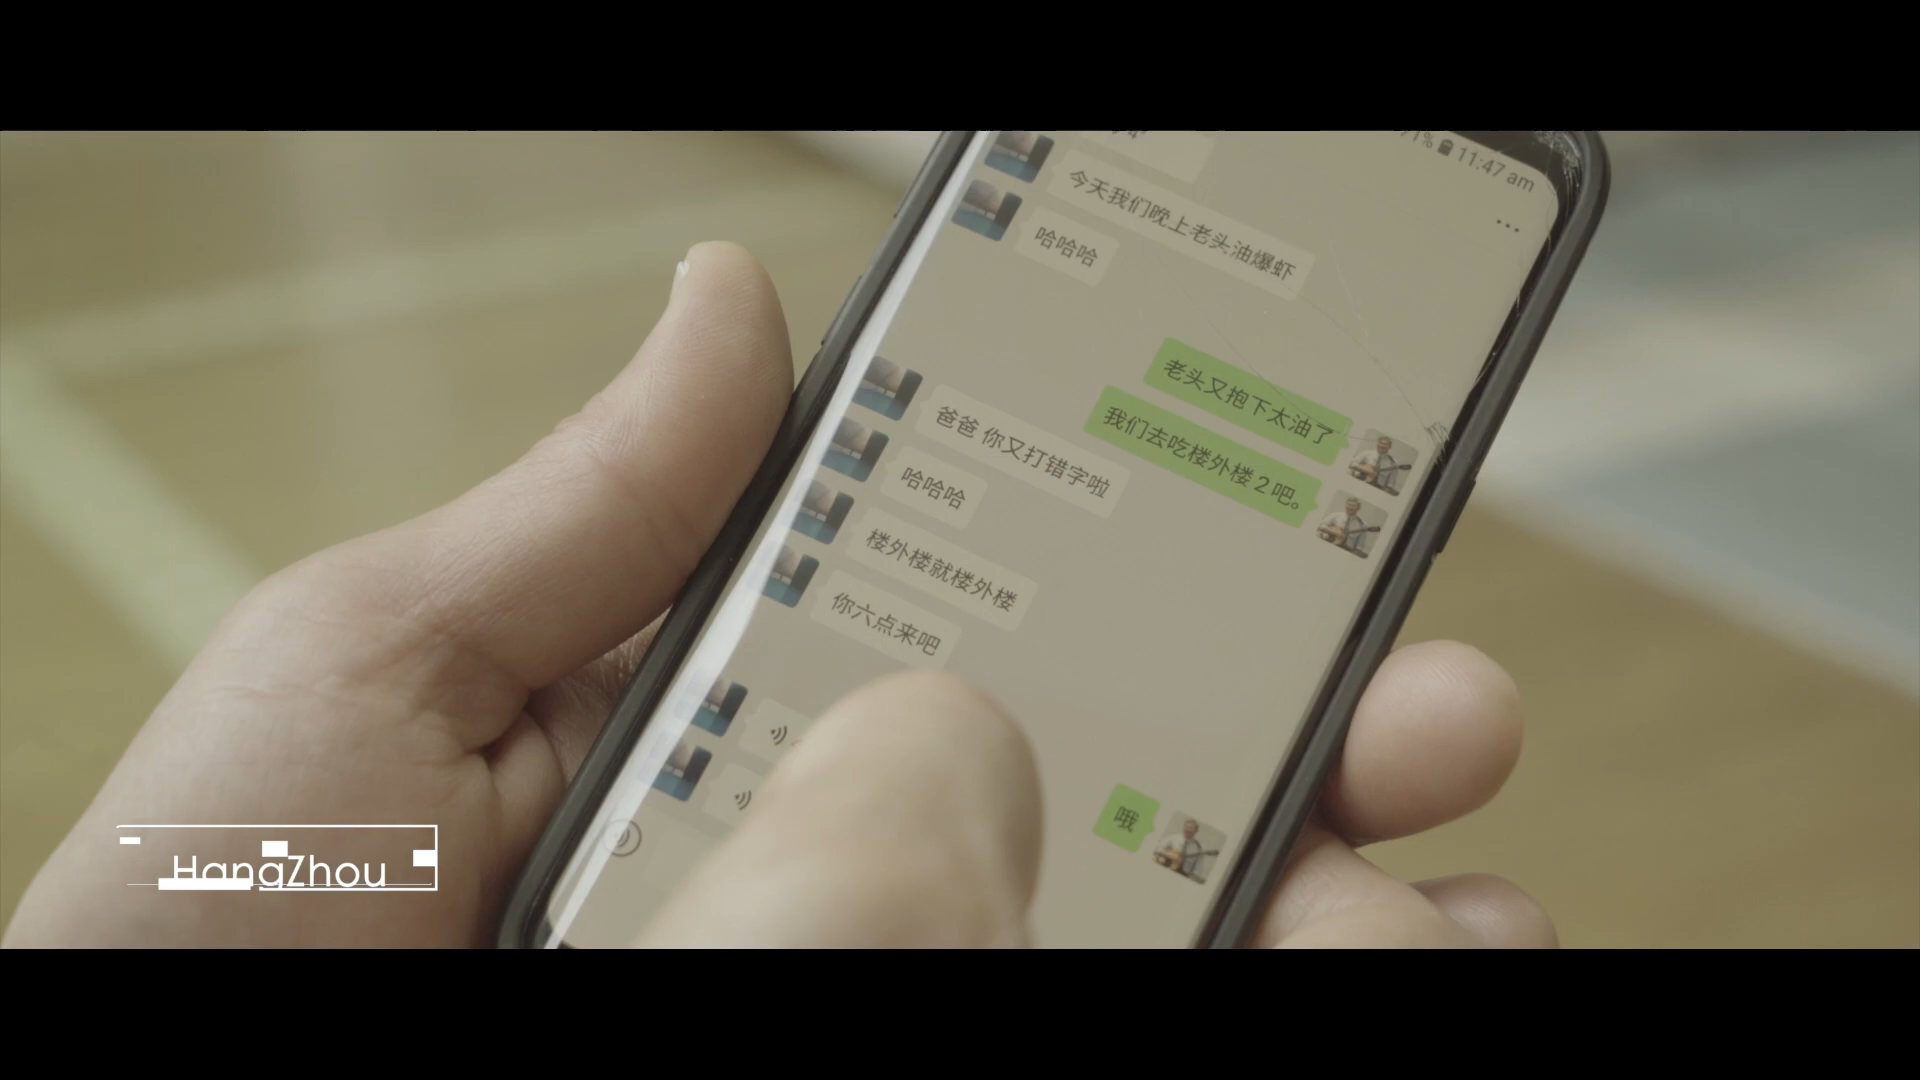 11:47 am
今天我们晚上老头油爆虾
哈哈哈
老头又抱下太油了
我们去吃楼外楼2吧。
爸爸 你又打错字啦
哈哈哈
楼外楼就楼外楼
你六点来吧
哦
HangZhou